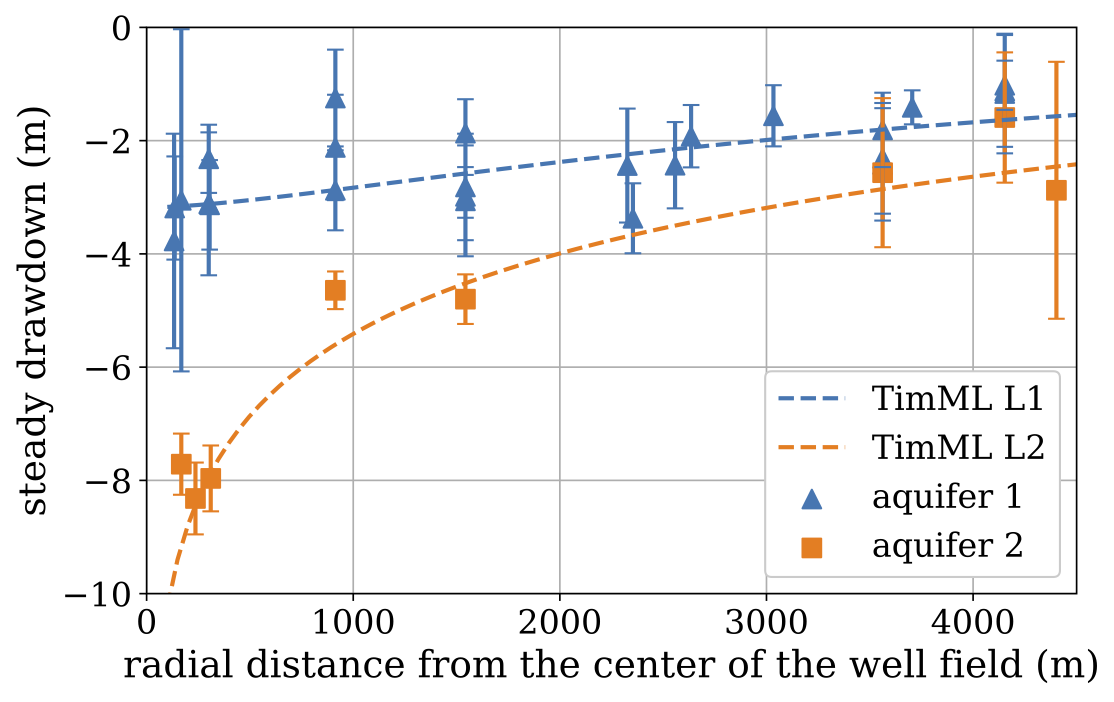 steady drawdown (m)
0
−2
−4
−6
−8
−10
0 1000 2000 3000 4000
radial distance from the center of the well field (m)
TimML L1
TimML L2
aquifer 1
aquifer 2